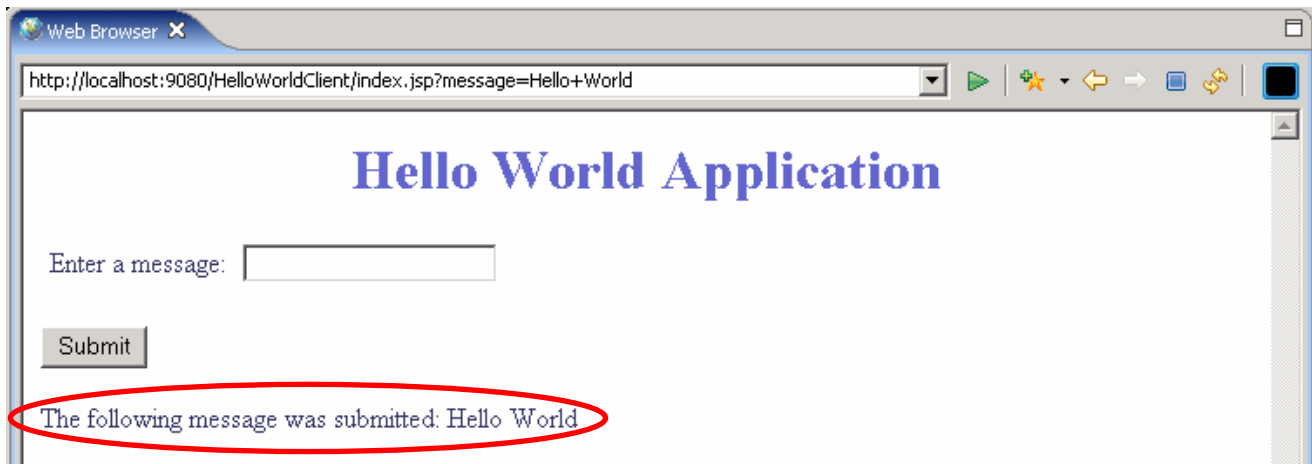 Web Browser
http://localhost:9080/HelloWorldClient/index.jsp?message=Hello+World
Hello World Application
Enter a message:
Submit
The following message was submitted: Hello World